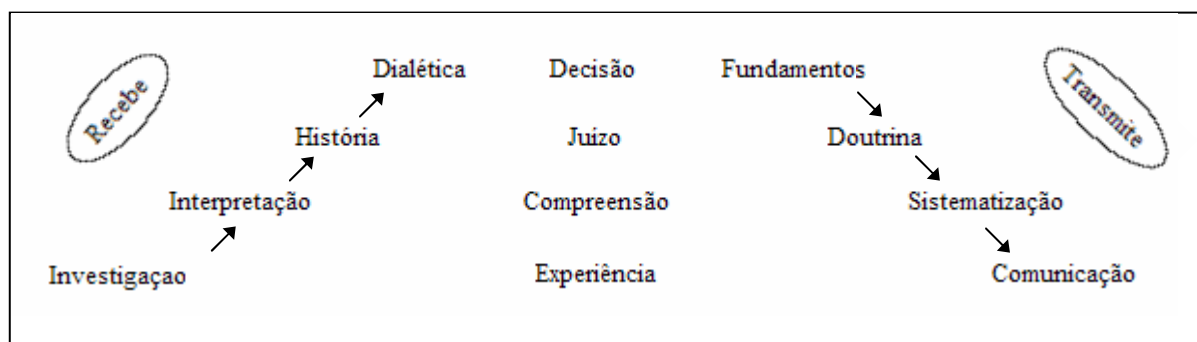 Dialética Decisão Fundamentos
Recebe Transmite
História Juízo Doutrina
Interpretação Compreensão Sistematização
Investigaçao Experiência Comunicação